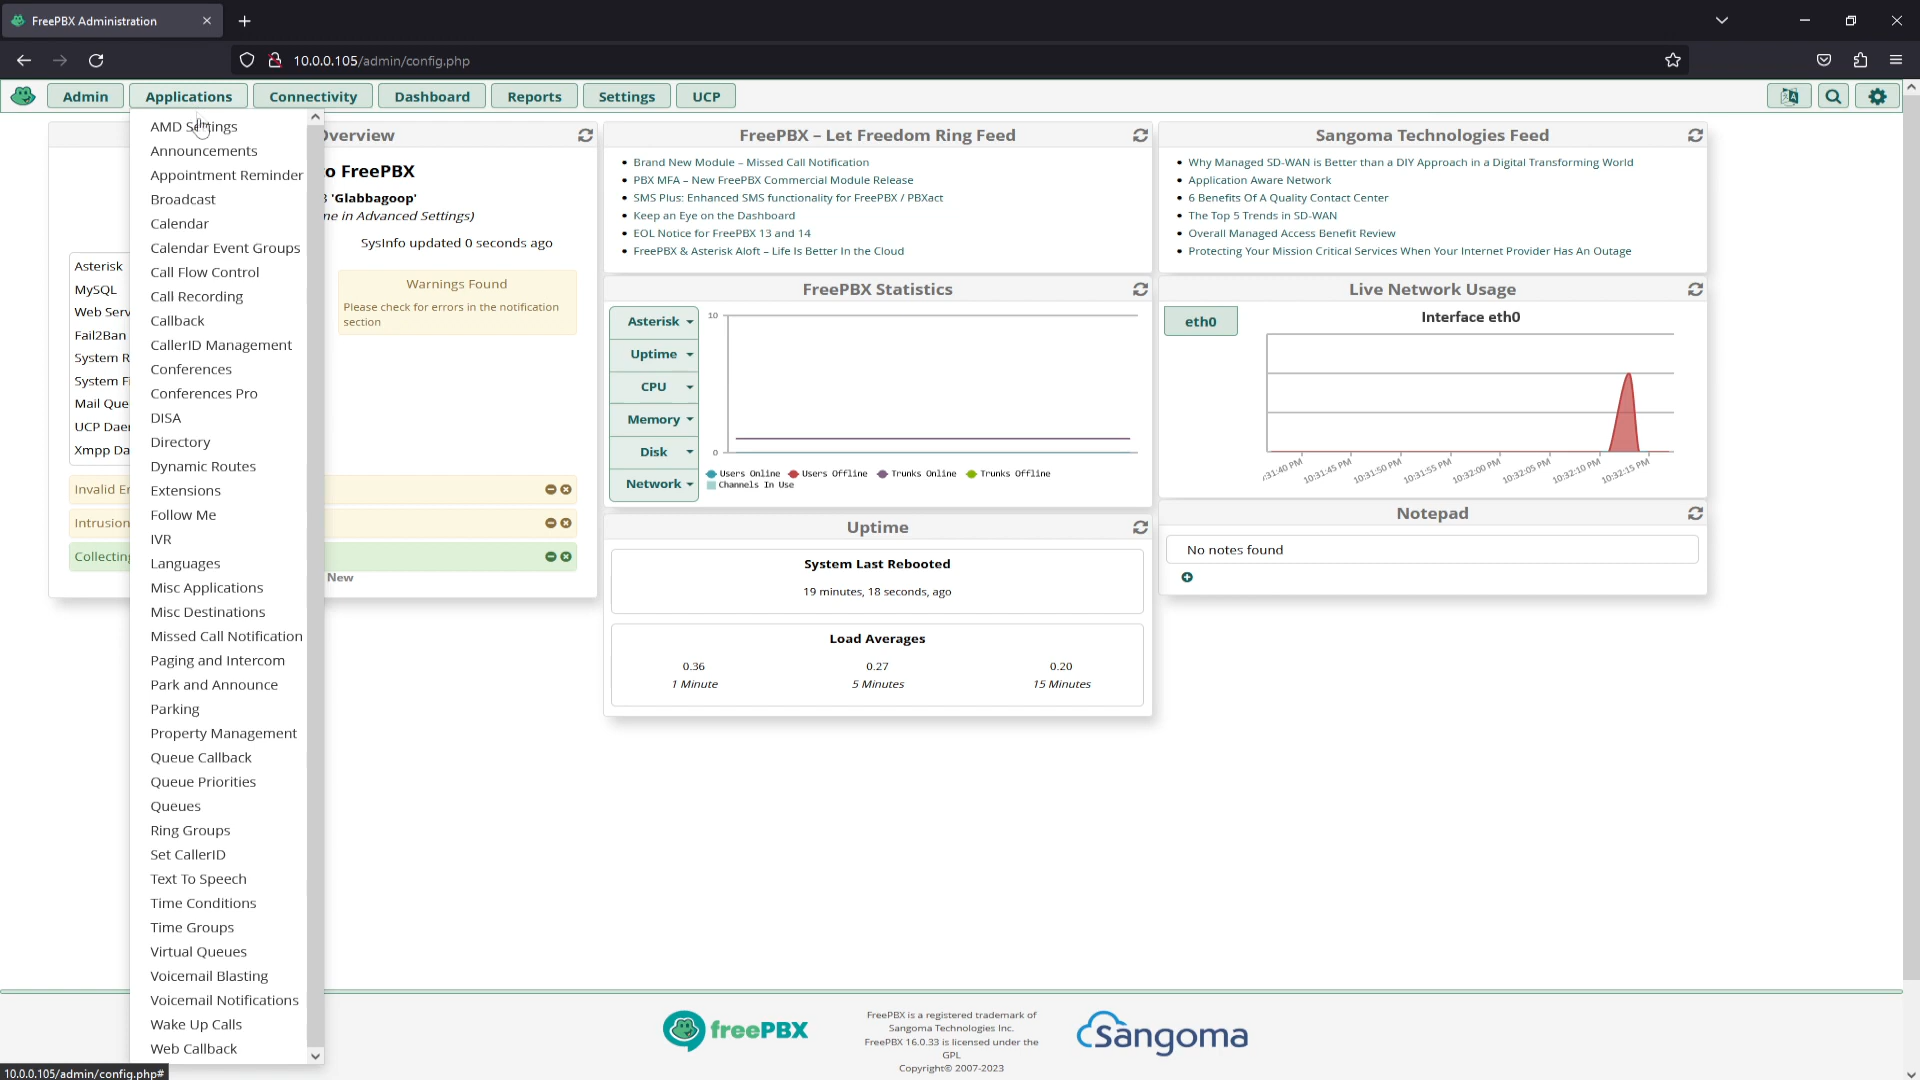 FreePBX Administration
10.0.0.105/admin/config.php
Admin
Applications
Connectivity
Dashboard
Reports
Settings
UCP
AMD Settings
Announcements
Appointment Reminder
Broadcast
Calendar
Calendar Event Groups
Call Flow Control
Call Recording
Callback
CallerID Management
Conferences
Conferences Pro
DISA
Directory
Dynamic Routes
Extensions
Follow Me
IVR
Languages
Misc Applications
Misc Destinations
Missed Call Notification
Paging and Intercom
Park and Announce
Parking
Property Management
Queue Callback
Queue Priorities
Queues
Ring Groups
Set CallerID
Text To Speech
Time Conditions
Time Groups
Virtual Queues
Voicemail Blasting
Voicemail Notifications
Wake Up Calls
Web Callback
Overview
o FreePBX
'Glabbagoop'
ne in Advanced Settings)
SysInfo updated 0 seconds ago
Asterisk
MySQL
Web Serv
Fail2Ban
System R
System Fi
Mail Que
UCP Dae
Xmpp Da
Warnings Found
Please check for errors in the notification
section
Invalid
Intrusion
Collecting
New
FreePBX – Let Freedom Ring Feed
Brand New Module – Missed Call Notification
PBX MFA – New FreePBX Commercial Module Release
SMS Plus: Enhanced SMS functionality for FreePBX / PBXact
Keep an Eye on the Dashboard
EOL Notice for FreePBX 13 and 14
FreePBX & Asterisk Aloft – Life Is Better In the Cloud
FreePBX Statistics
Asterisk
Uptime
CPU
Memory
Disk
Network
10
0
Users Online Users Offline Trunks Online Trunks Offline
Channels In Use
Uptime
System Last Rebooted
19 minutes, 18 seconds, ago
Load Averages
0.36 0.27 0.20
1 Minute 5 Minutes 15 Minutes
Sangoma Technologies Feed
Why Managed SD-WAN is Better than a DIY Approach in a Digital Transforming World
Application Aware Network
6 Benefits Of A Quality Contact Center
The Top 5 Trends in SD-WAN
Overall Managed Access Benefit Review
Protecting Your Mission Critical Services When Your Internet Provider Has An Outage
Live Network Usage
eth0
Interface eth0
:31:40 PM 10:31:45 PM 10:31:50 PM 10:31:55 PM 10:32:00 PM 10:32:05 PM 10:32:10 PM 10:32:15 PM
Notepad
No notes found
freePBX
FreePBX is a registered trademark of
Sangoma Technologies Inc.
FreePBX 16.0.33 is licensed under the
GPL
Copyright© 2007-2023
Sangoma
10.0.0.105/admin/config.php#